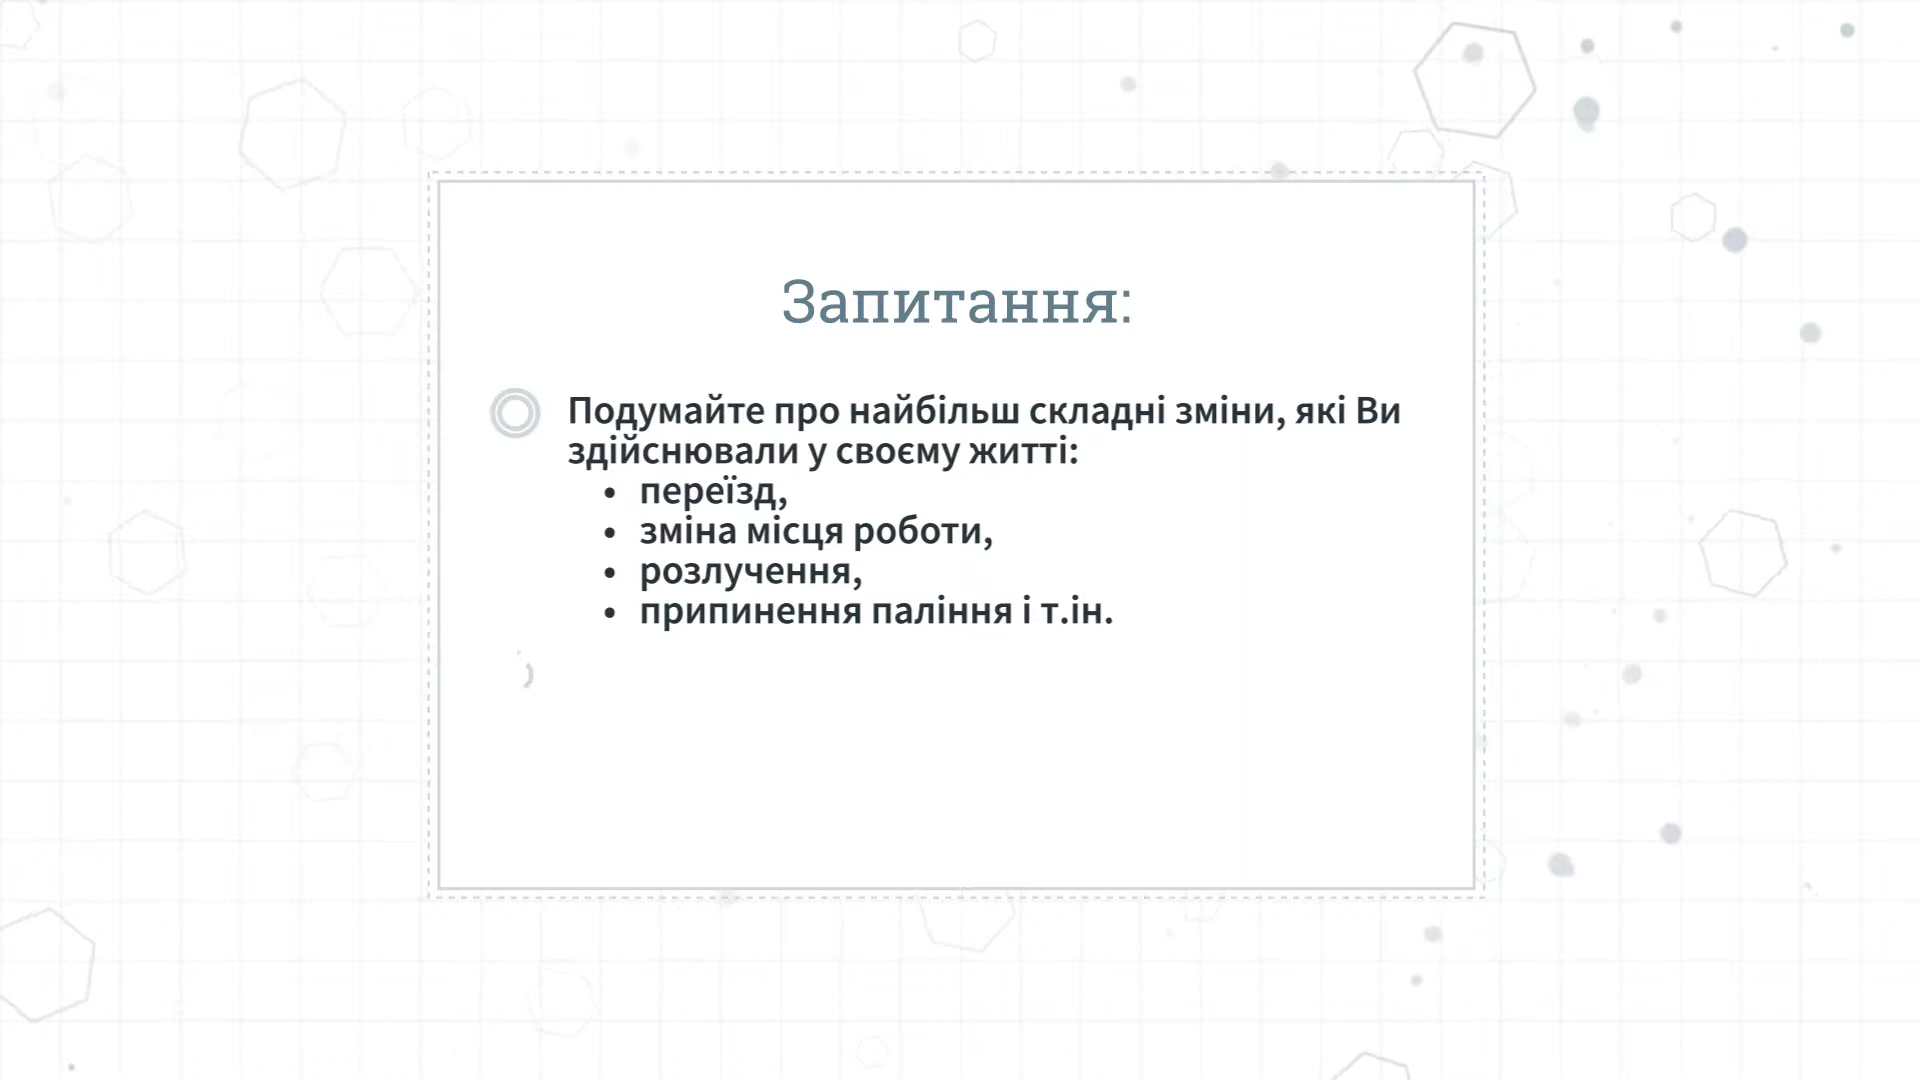 Запитання:
Подумайте про найбільш складні зміни, які Ви
здійснювали у своєму житті:
• переїзд,
• зміна місця роботи,
• розлучення,
• припинення паління і т.ін.